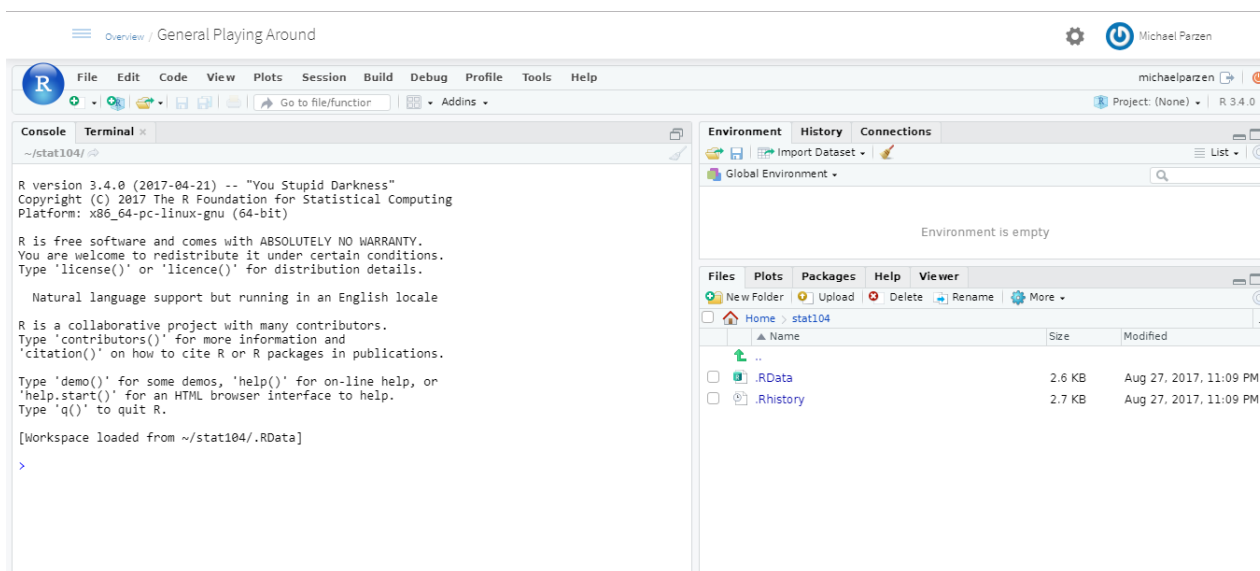 Overview / General Playing Around
Michael Parzen
R
File Edit Code View Plots Session Build Debug Profile Tools Help
michaelparzen
Go to file/function
Addins
Project: (None)
R 3.4.0
Console Terminal
~/stat104/
R version 3.4.0 (2017-04-21) -- "You Stupid Darkness"
Copyright (C) 2017 The R Foundation for Statistical Computing
Platform: x86_64-pc-linux-gnu (64-bit)
R is free software and comes with ABSOLUTELY NO WARRANTY.
You are welcome to redistribute it under certain conditions.
Type 'license()' or 'licence()' for distribution details.
Natural language support but running in an English locale
R is a collaborative project with many contributors.
Type 'contributors()' for more information and
'citation()' on how to cite R or R packages in publications.
Type 'demo()' for some demos, 'help()' for on-line help, or
'help.start()' for an HTML browser interface to help.
Type 'q()' to quit R.
[Workspace loaded from ~/stat104/.RData]
>
Environment History Connections
Import Dataset
List
Global Environment
Environment is empty
Files Plots Packages Help Viewer
New Folder Upload Delete Rename More
Home stat104
Name Size Modified
..
.RData 2.6 KB Aug 27, 2017, 11:09 PM
.Rhistory 2.7 KB Aug 27, 2017, 11:09 PM